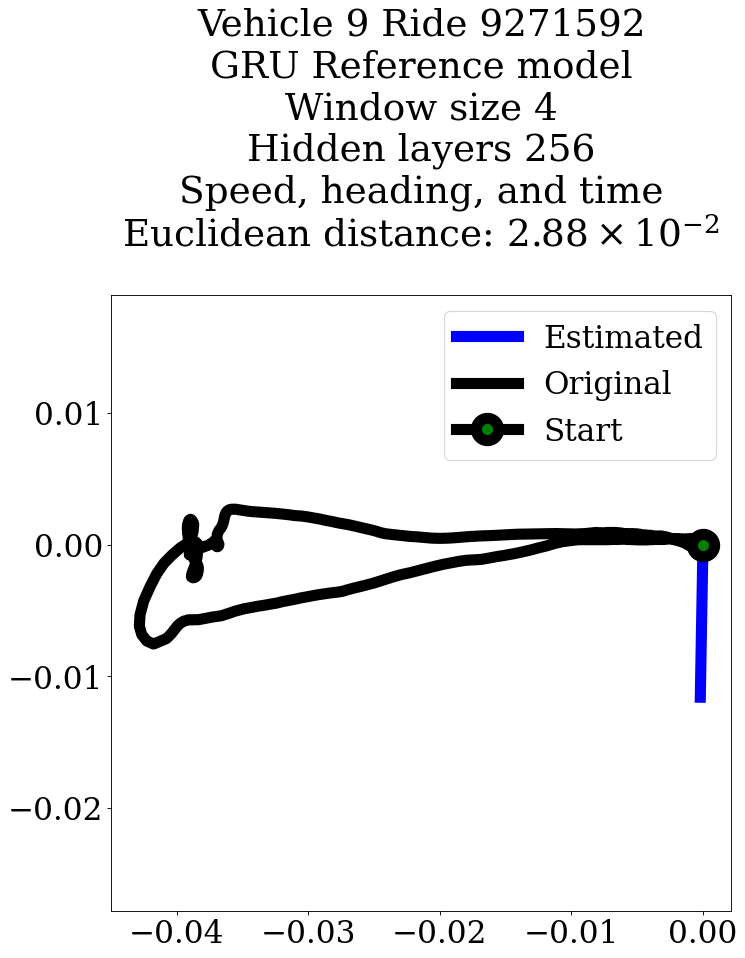 Vehicle 9 Ride 9271592
GRU Reference model
Window size 4
Hidden layers 256
Speed, heading, and time
Euclidean distance: 2.88 × 10⁻²
Estimated
Original
Start
0.01
0.00
−0.01
−0.02
−0.04 −0.03 −0.02 −0.01 0.00